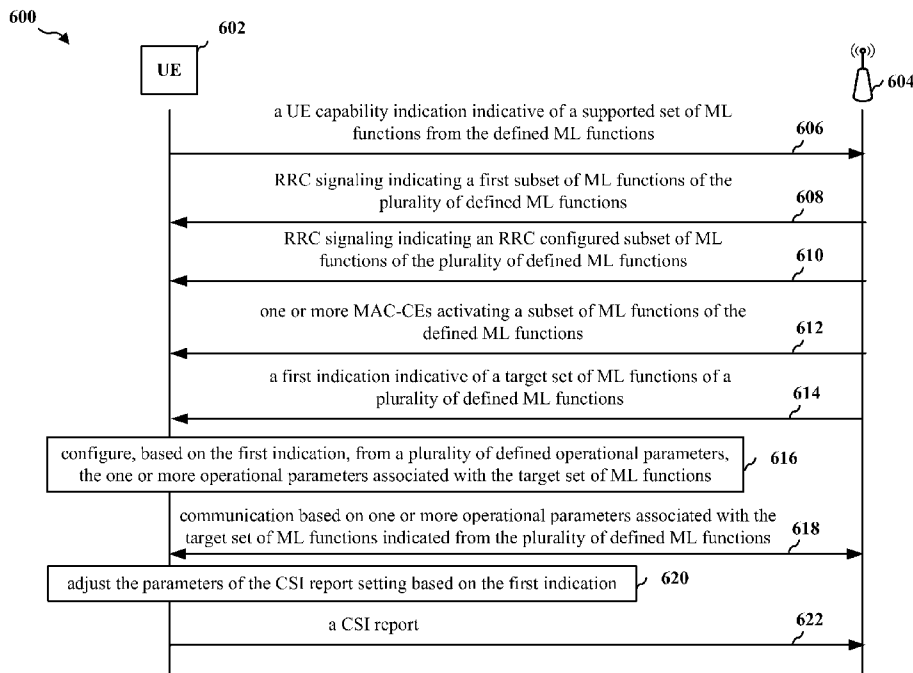 600
602
UE
604
a UE capability indication indicative of a supported set of ML
functions from the defined ML functions
606
RRC signaling indicating a first subset of ML functions of the
plurality of defined ML functions
608
RRC signaling indicating an RRC configured subset of ML
functions of the plurality of defined ML functions
610
one or more MAC-CEs activating a subset of ML functions of the
defined ML functions
612
a first indication indicative of a target set of ML functions of a
plurality of defined ML functions
614
configure, based on the first indication, from a plurality of defined operational parameters,
the one or more operational parameters associated with the target set of ML functions
616
communication based on one or more operational parameters associated with the
target set of ML functions indicated from the plurality of defined ML functions
618
adjust the parameters of the CSI report setting based on the first indication
620
a CSI report
622